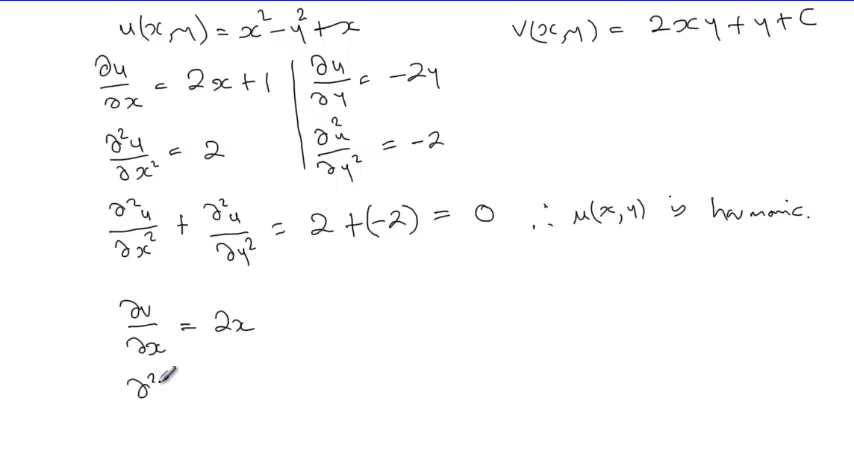 u(x,y) = x² - y² + x    v(x,y) = 2xy + y + C
∂u/∂x = 2x + 1 | ∂u/∂y = -2y
∂²u/∂x² = 2 | ∂²u/∂y² = -2
∂²u/∂x² + ∂²u/∂y² = 2 + (-2) = 0 ∴ u(x,y) is harmonic.
∂v/∂x = 2x
∂²